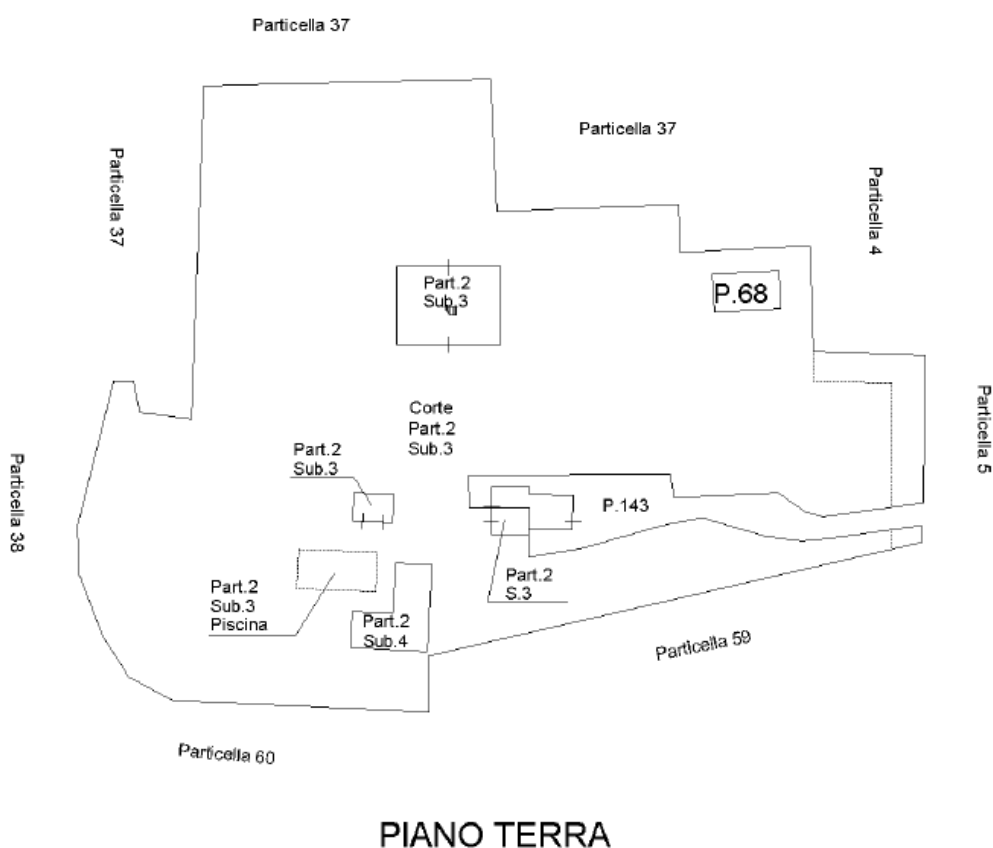 Particella 37
Particella 37
Particella 37
Particella 4
Part.2
Sub.3
P.68
Corte
Part.2
Sub.3
Particella 5
Part.2
Sub.3
Particella 38
P.143
Part.2
S.3
Part.2
Sub.3
Piscina
Part.2
Sub.4
Particella 59
Particella 60
PIANO TERRA